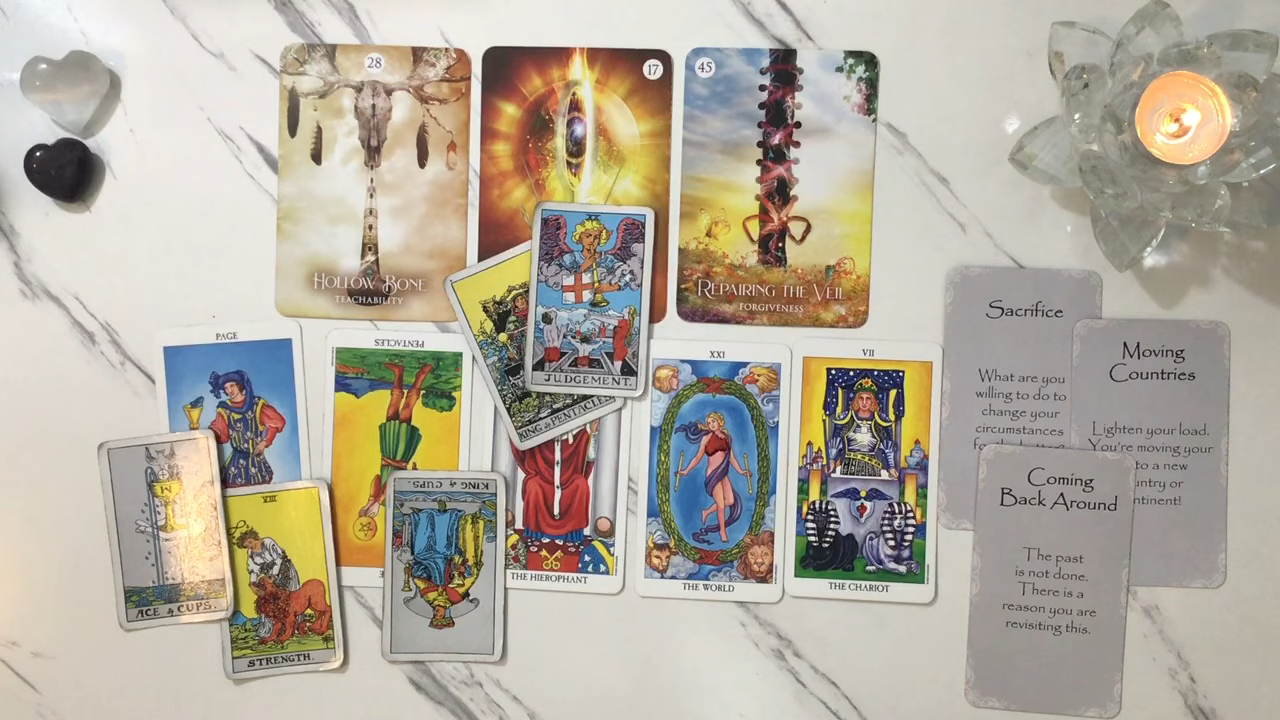 28
HOLLOW BONE
TEACHABILITY
17
45
REPAIRING THE VEIL
FORGIVENESS
JUDGEMENT.
KING of PENTACLES.
PAGE
PENTACLES
ACE of CUPS.
VIII
STRENGTH.
KING of CUPS.
THE HIEROPHANT
XXI
THE WORLD
VII
THE CHARIOT
Sacrifice
What are you
willing to do to
change your
circumstances
Moving
Countries
Lighten your load.
You're moving your
to a new
Coming
Back Around
The past
is not done.
There is a
reason you are
revisiting this.